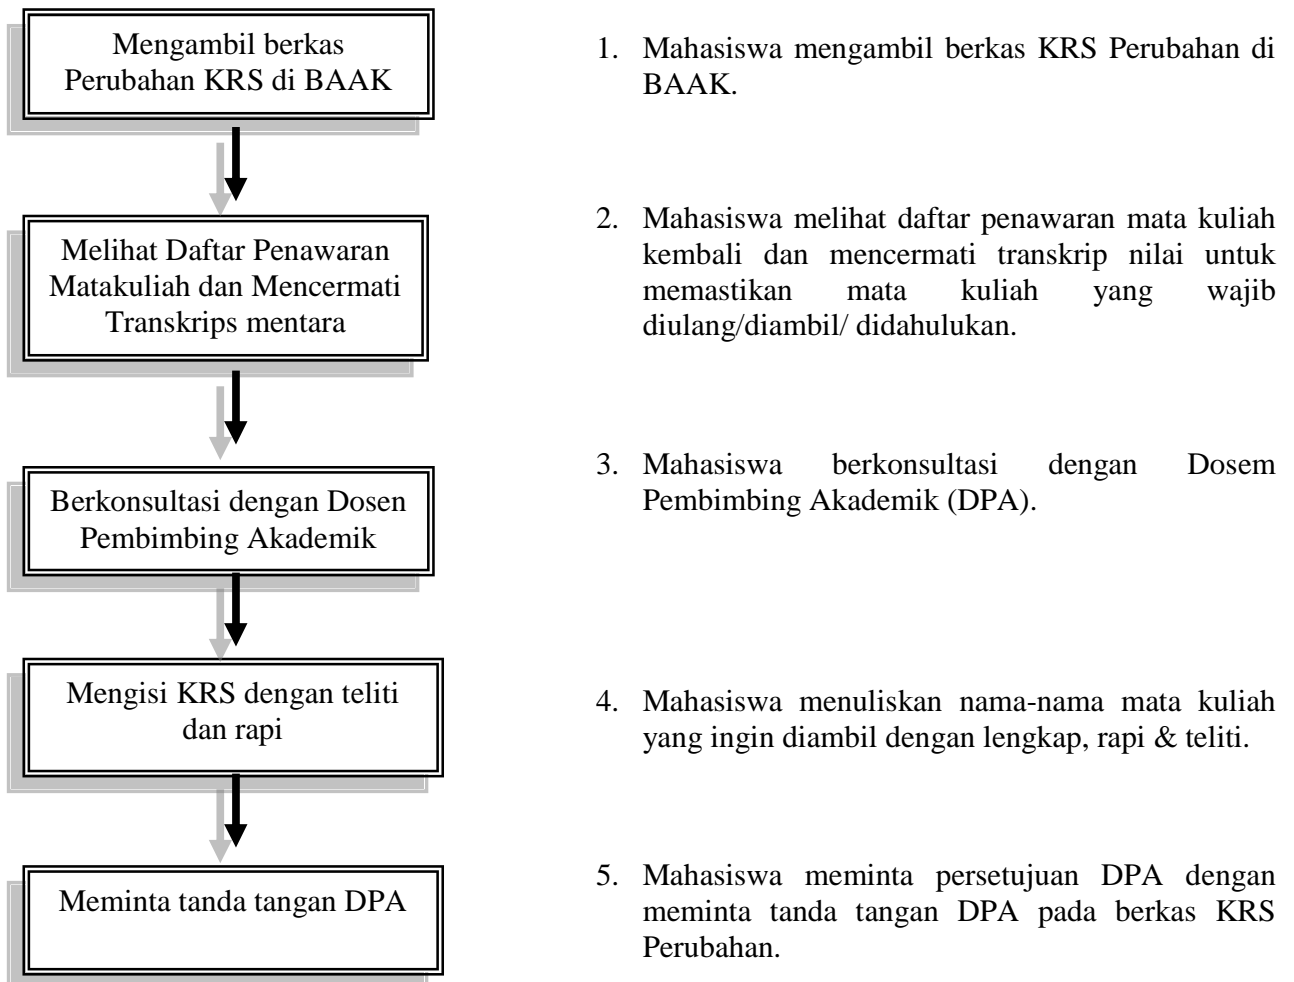 Mengambil berkas
Perubahan KRS di BAAK
1. Mahasiswa mengambil berkas KRS Perubahan di
BAAK.
Melihat Daftar Penawaran
Matakuliah dan Mencermati
Transkrips mentara
2. Mahasiswa melihat daftar penawaran mata kuliah
kembali dan mencermati transkrip nilai untuk
memastikan mata kuliah yang wajib
diulang/diambil/ didahulukan.
Berkonsultasi dengan Dosen
Pembimbing Akademik
3. Mahasiswa berkonsultasi dengan Dosem
Pembimbing Akademik (DPA).
Mengisi KRS dengan teliti
dan rapi
4. Mahasiswa menuliskan nama-nama mata kuliah
yang ingin diambil dengan lengkap, rapi & teliti.
Meminta tanda tangan DPA
5. Mahasiswa meminta persetujuan DPA dengan
meminta tanda tangan DPA pada berkas KRS
Perubahan.